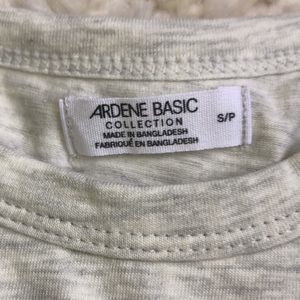 ARDENE BASIC
COLLECTION
MADE IN BANGLADESH
FABRIQUÉ EN BANGLADESH
S/P